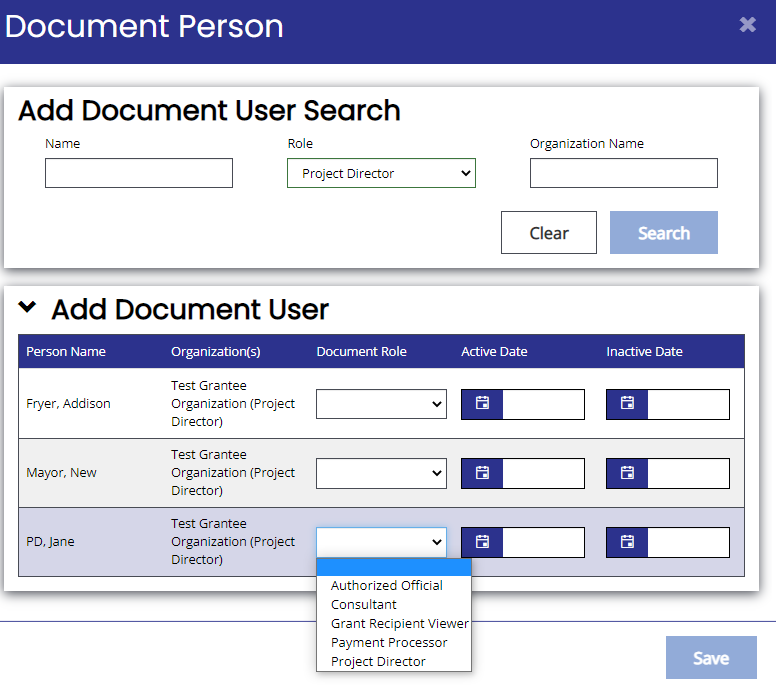 Document Person
Add Document User Search
Name
Role
Organization Name
Project Director
Clear
Search
Add Document User
Person Name
Organization(s)
Document Role
Active Date
Inactive Date
Fryer, Addison
Test Grantee
Organization (Project
Director)
Mayor, New
Test Grantee
Organization (Project
Director)
PD, Jane
Test Grantee
Organization (Project
Director)
Authorized Official
Consultant
Grant Recipient Viewer
Payment Processor
Project Director
Save